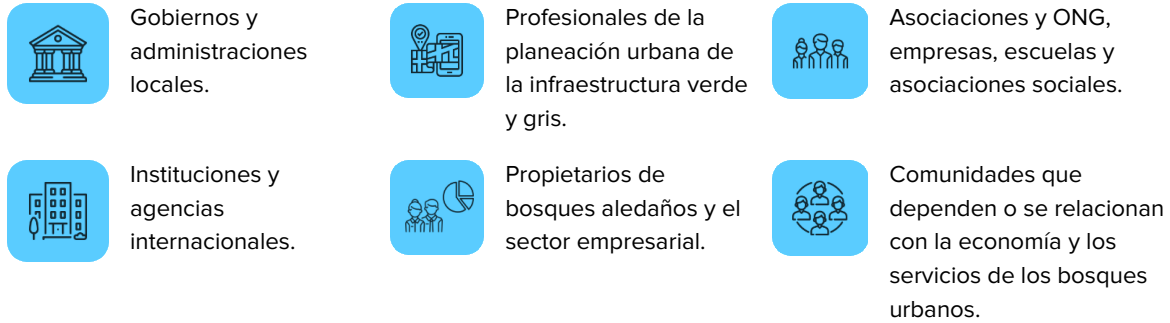 Gobiernos y
administraciones
locales.
Profesionales de la
planeación urbana de
la infraestructura verde
y gris.
Asociaciones y ONG,
empresas, escuelas y
asociaciones sociales.
Instituciones y
agencias
internacionales.
Propietarios de
bosques aledaños y el
sector empresarial.
Comunidades que
dependen o se relacionan
con la economía y los
servicios de los bosques
urbanos.